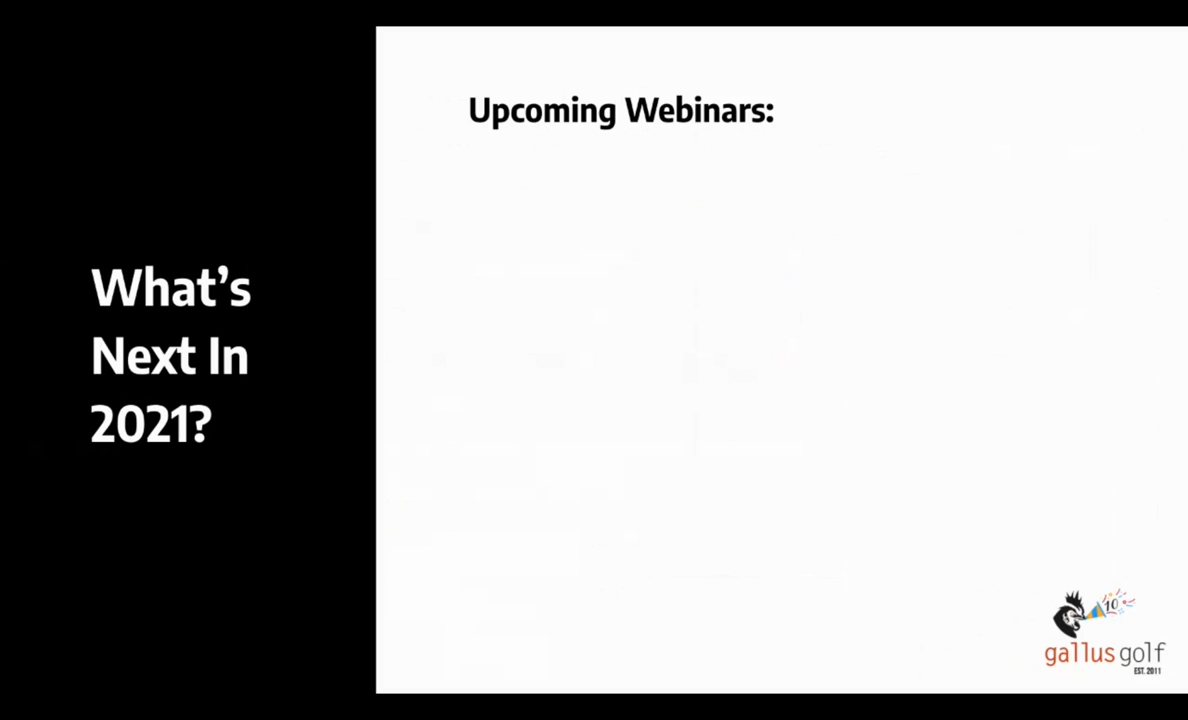 What's
Next In
2021?
Upcoming Webinars:
10
gallus golf
EST. 2011